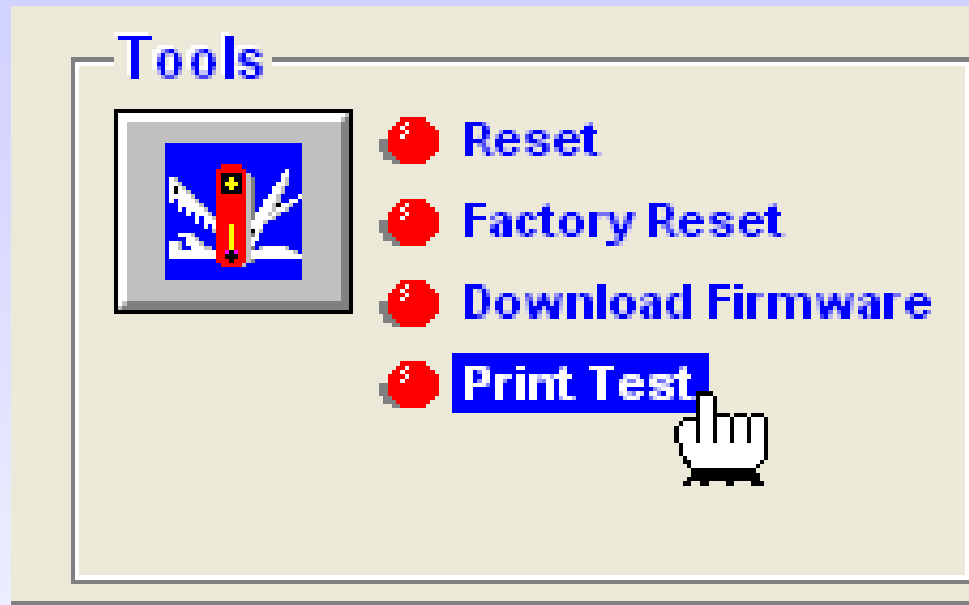 Tools
Reset
Factory Reset
Download Firmware
Print Test